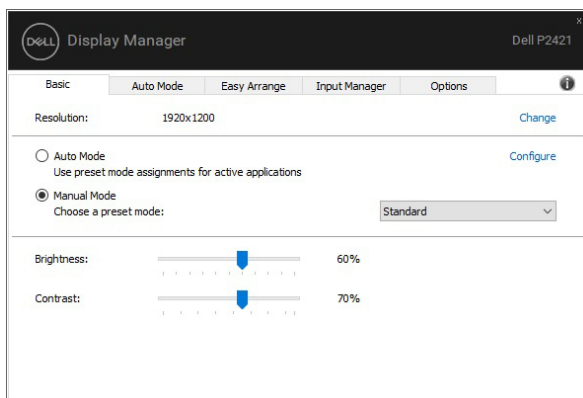 x
DELL Display Manager Dell P2421
Basic Auto Mode Easy Arrange Input Manager Options i
Resolution: 1920x1200 Change
Auto Mode Configure
Use preset mode assignments for active applications
Manual Mode
Choose a preset mode: Standard
Brightness: 60%
Contrast: 70%